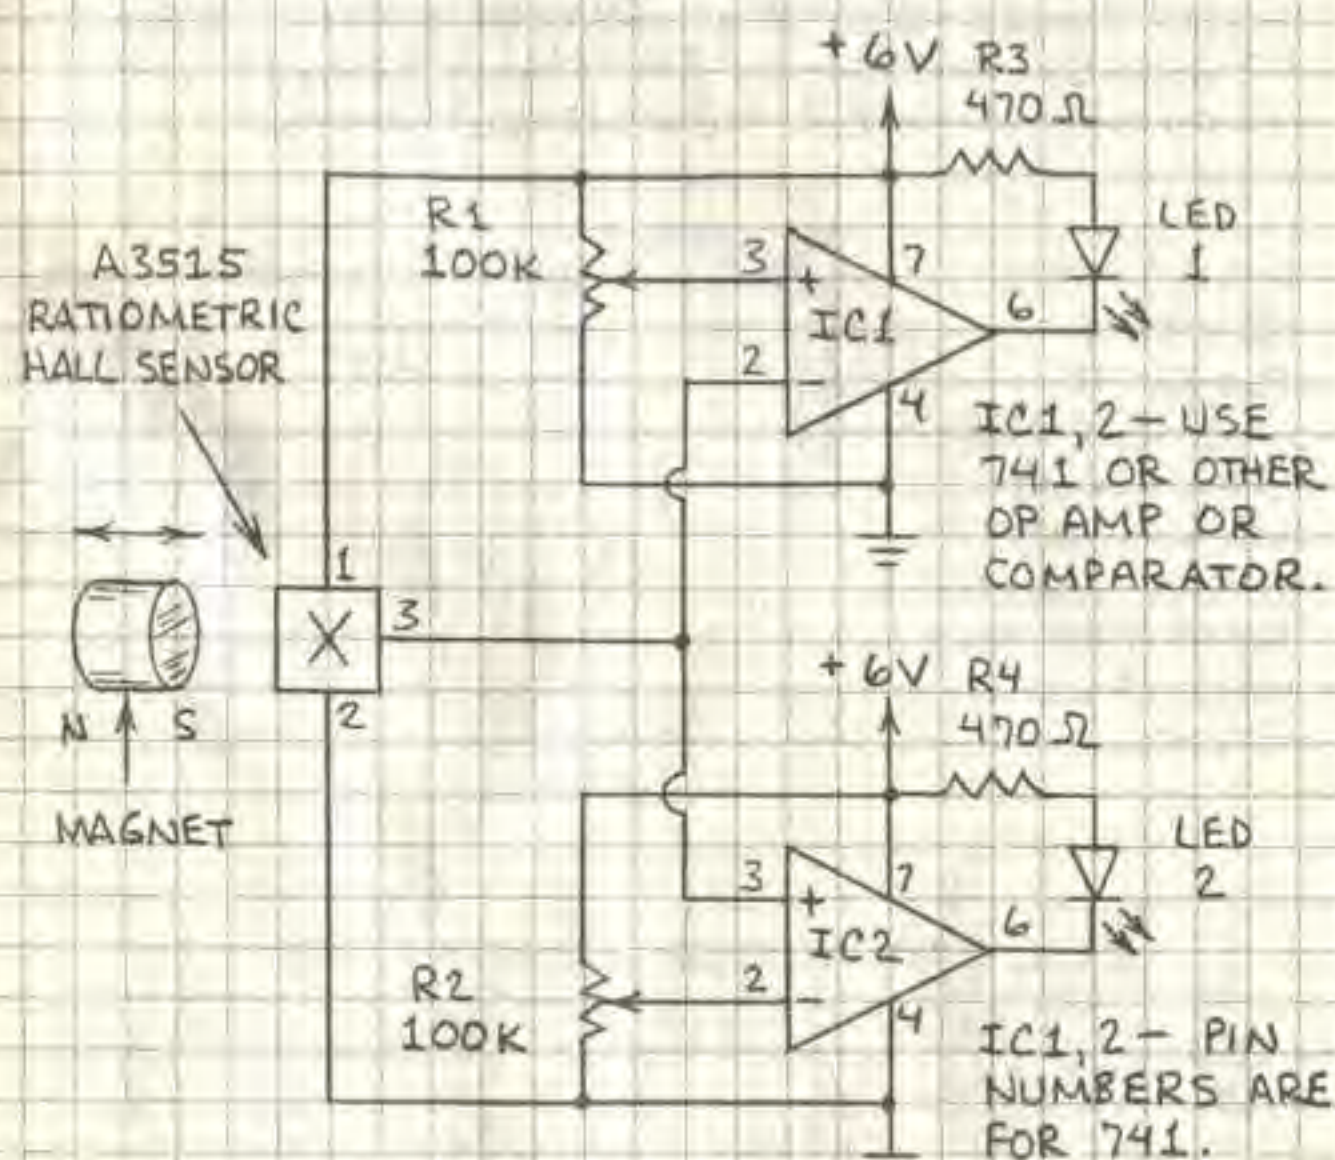 +6V R3
470Ω
R1
100K
LED
1
A3515
RATIOMETRIC
HALL SENSOR
3
+
7
IC1
6
2
-
4
IC1, 2 - USE
741 OR OTHER
OP AMP OR
COMPARATOR.
1
X
3
2
N S
MAGNET
+6V R4
470Ω
LED
2
3
+
7
IC2
6
2
-
4
R2
100K
IC1, 2 - PIN
NUMBERS ARE
FOR 741.